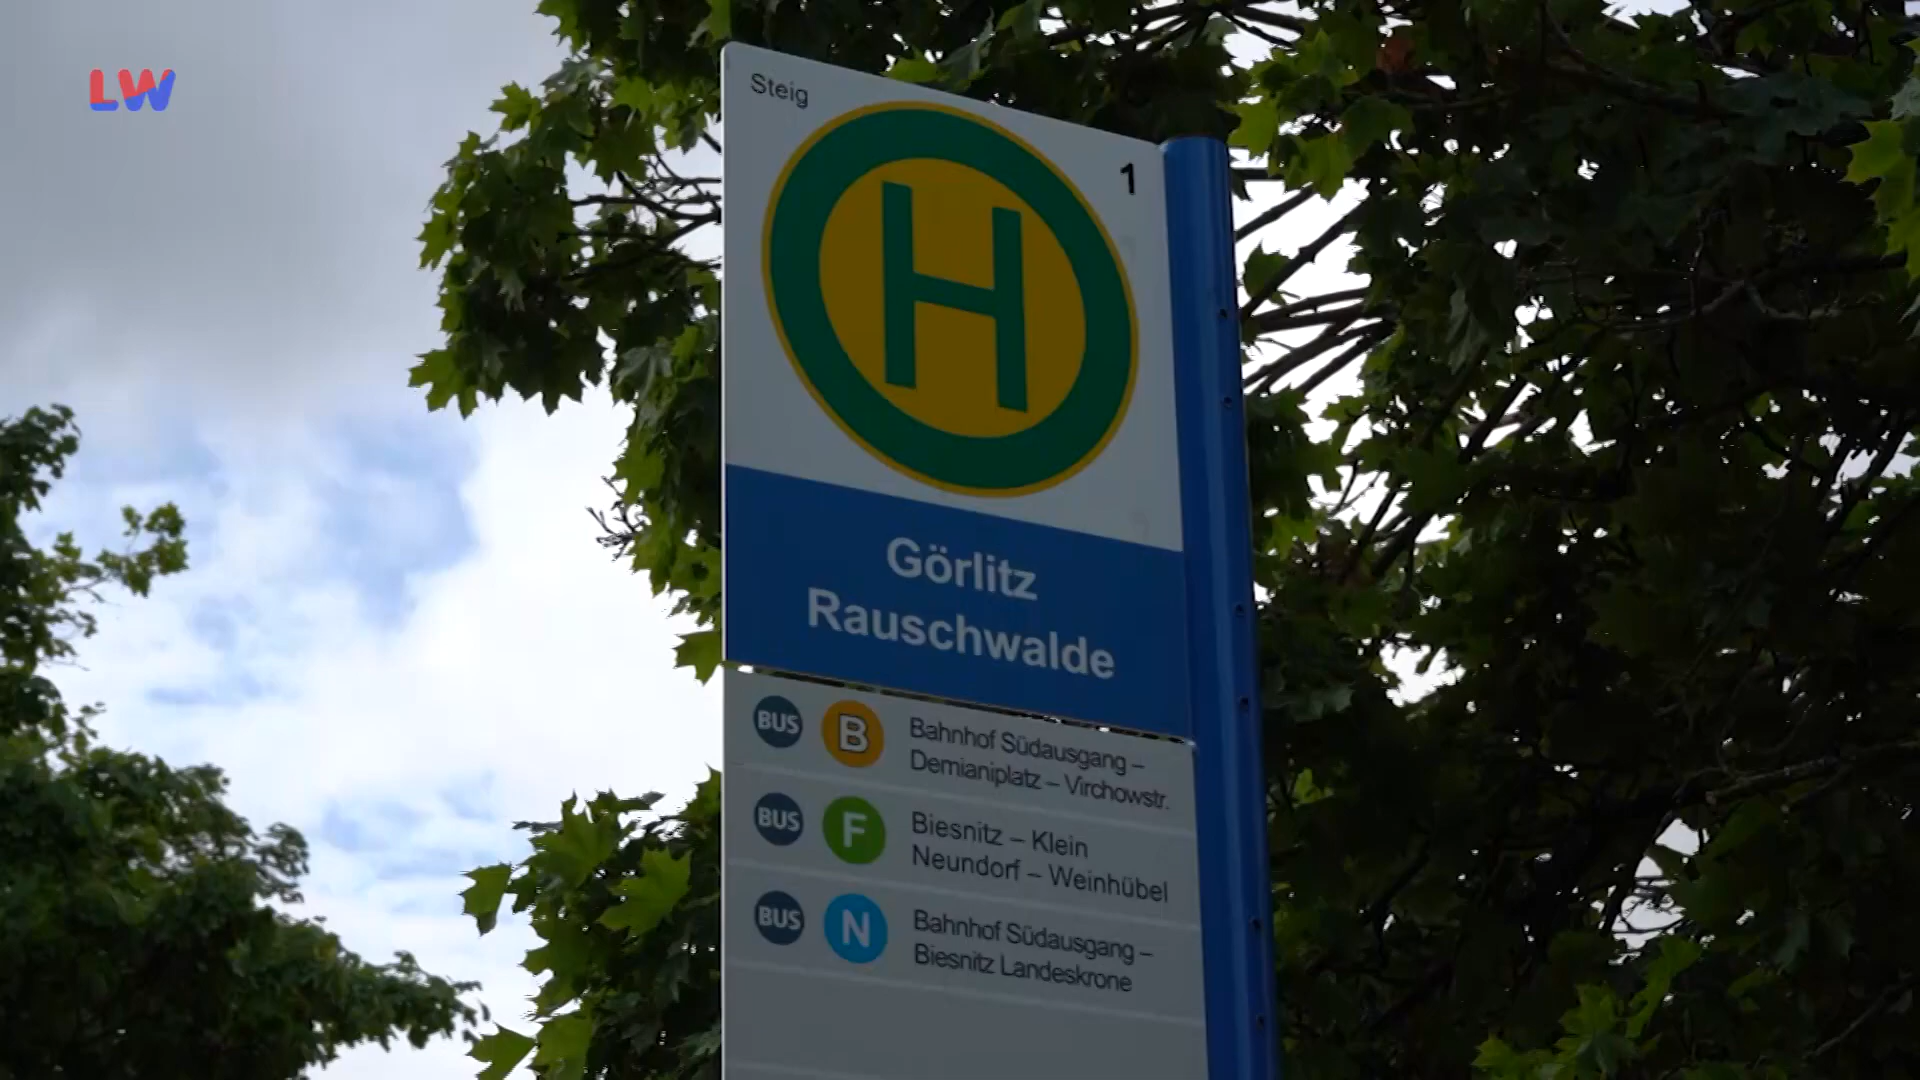 LW
Steig
1
H
Görlitz
Rauschwalde
BUS B Bahnhof Südausgang –
Demianiplatz – Virchowstr.
BUS F Biesnitz – Klein
Neundorf – Weinhübel
BUS N Bahnhof Südausgang –
Biesnitz Landeskrone